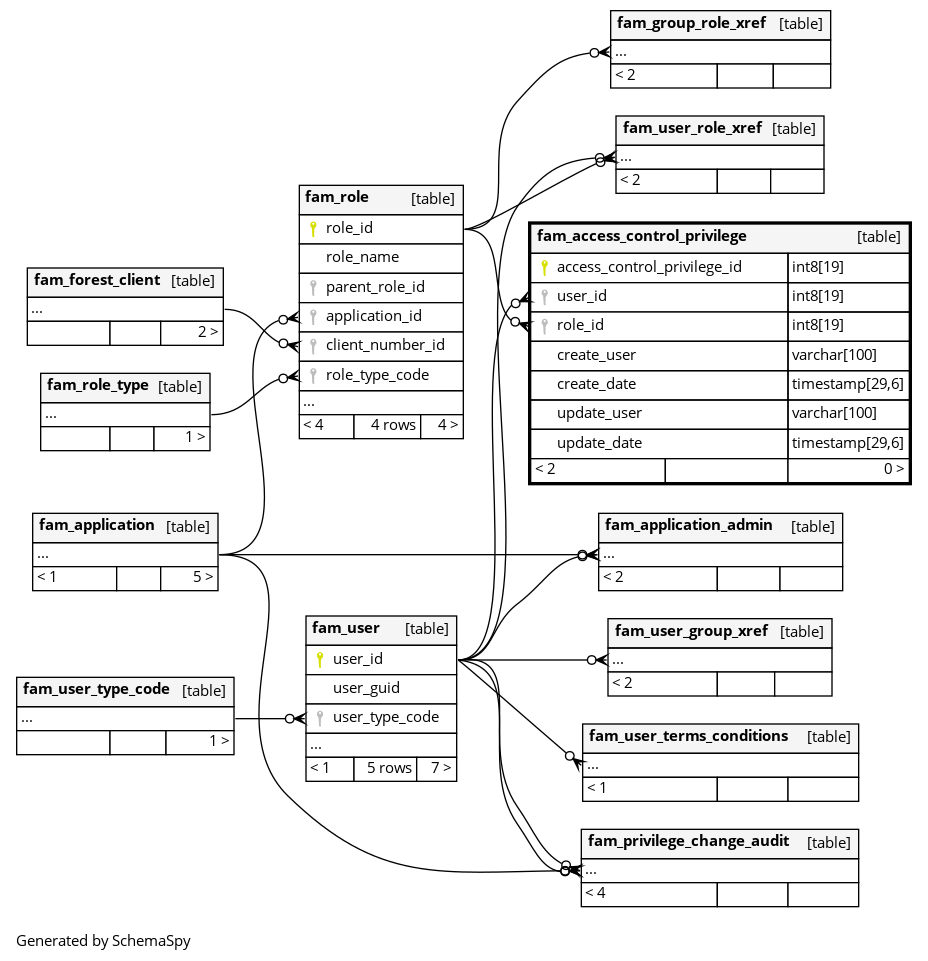 fam_group_role_xref [table]
...
< 2
fam_user_role_xref [table]
...
< 2
fam_role [table]
role_id
role_name
parent_role_id
application_id
client_number_id
role_type_code
...
< 4 4 rows 4 >
fam_access_control_privilege [table]
access_control_privilege_id int8[19]
user_id int8[19]
role_id int8[19]
create_user varchar[100]
create_date timestamp[29,6]
update_user varchar[100]
update_date timestamp[29,6]
< 2 0 >
fam_forest_client [table]
...
2 >
fam_role_type [table]
...
1 >
fam_application [table]
...
< 1 5 >
fam_application_admin [table]
...
< 2
fam_user [table]
user_id
user_guid
user_type_code
...
< 1 5 rows 7 >
fam_user_group_xref [table]
...
< 2
fam_user_type_code [table]
...
1 >
fam_user_terms_conditions [table]
...
< 1
fam_privilege_change_audit [table]
...
< 4
Generated by SchemaSpy